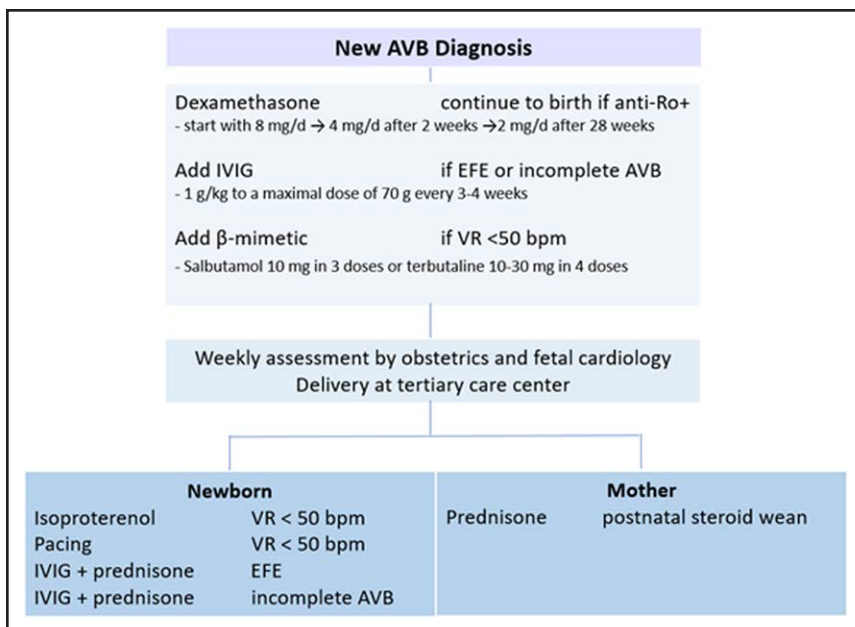 New AVB Diagnosis
Dexamethasone continue to birth if anti-Ro+
- start with 8 mg/d → 4 mg/d after 2 weeks →2 mg/d after 28 weeks
Add IVIG if EFE or incomplete AVB
- 1 g/kg to a maximal dose of 70 g every 3-4 weeks
Add β-mimetic if VR <50 bpm
- Salbutamol 10 mg in 3 doses or terbutaline 10-30 mg in 4 doses
Weekly assessment by obstetrics and fetal cardiology
Delivery at tertiary care center
Newborn
Isoproterenol VR < 50 bpm
Pacing VR < 50 bpm
IVIG + prednisone EFE
IVIG + prednisone incomplete AVB
Mother
Prednisone postnatal steroid wean